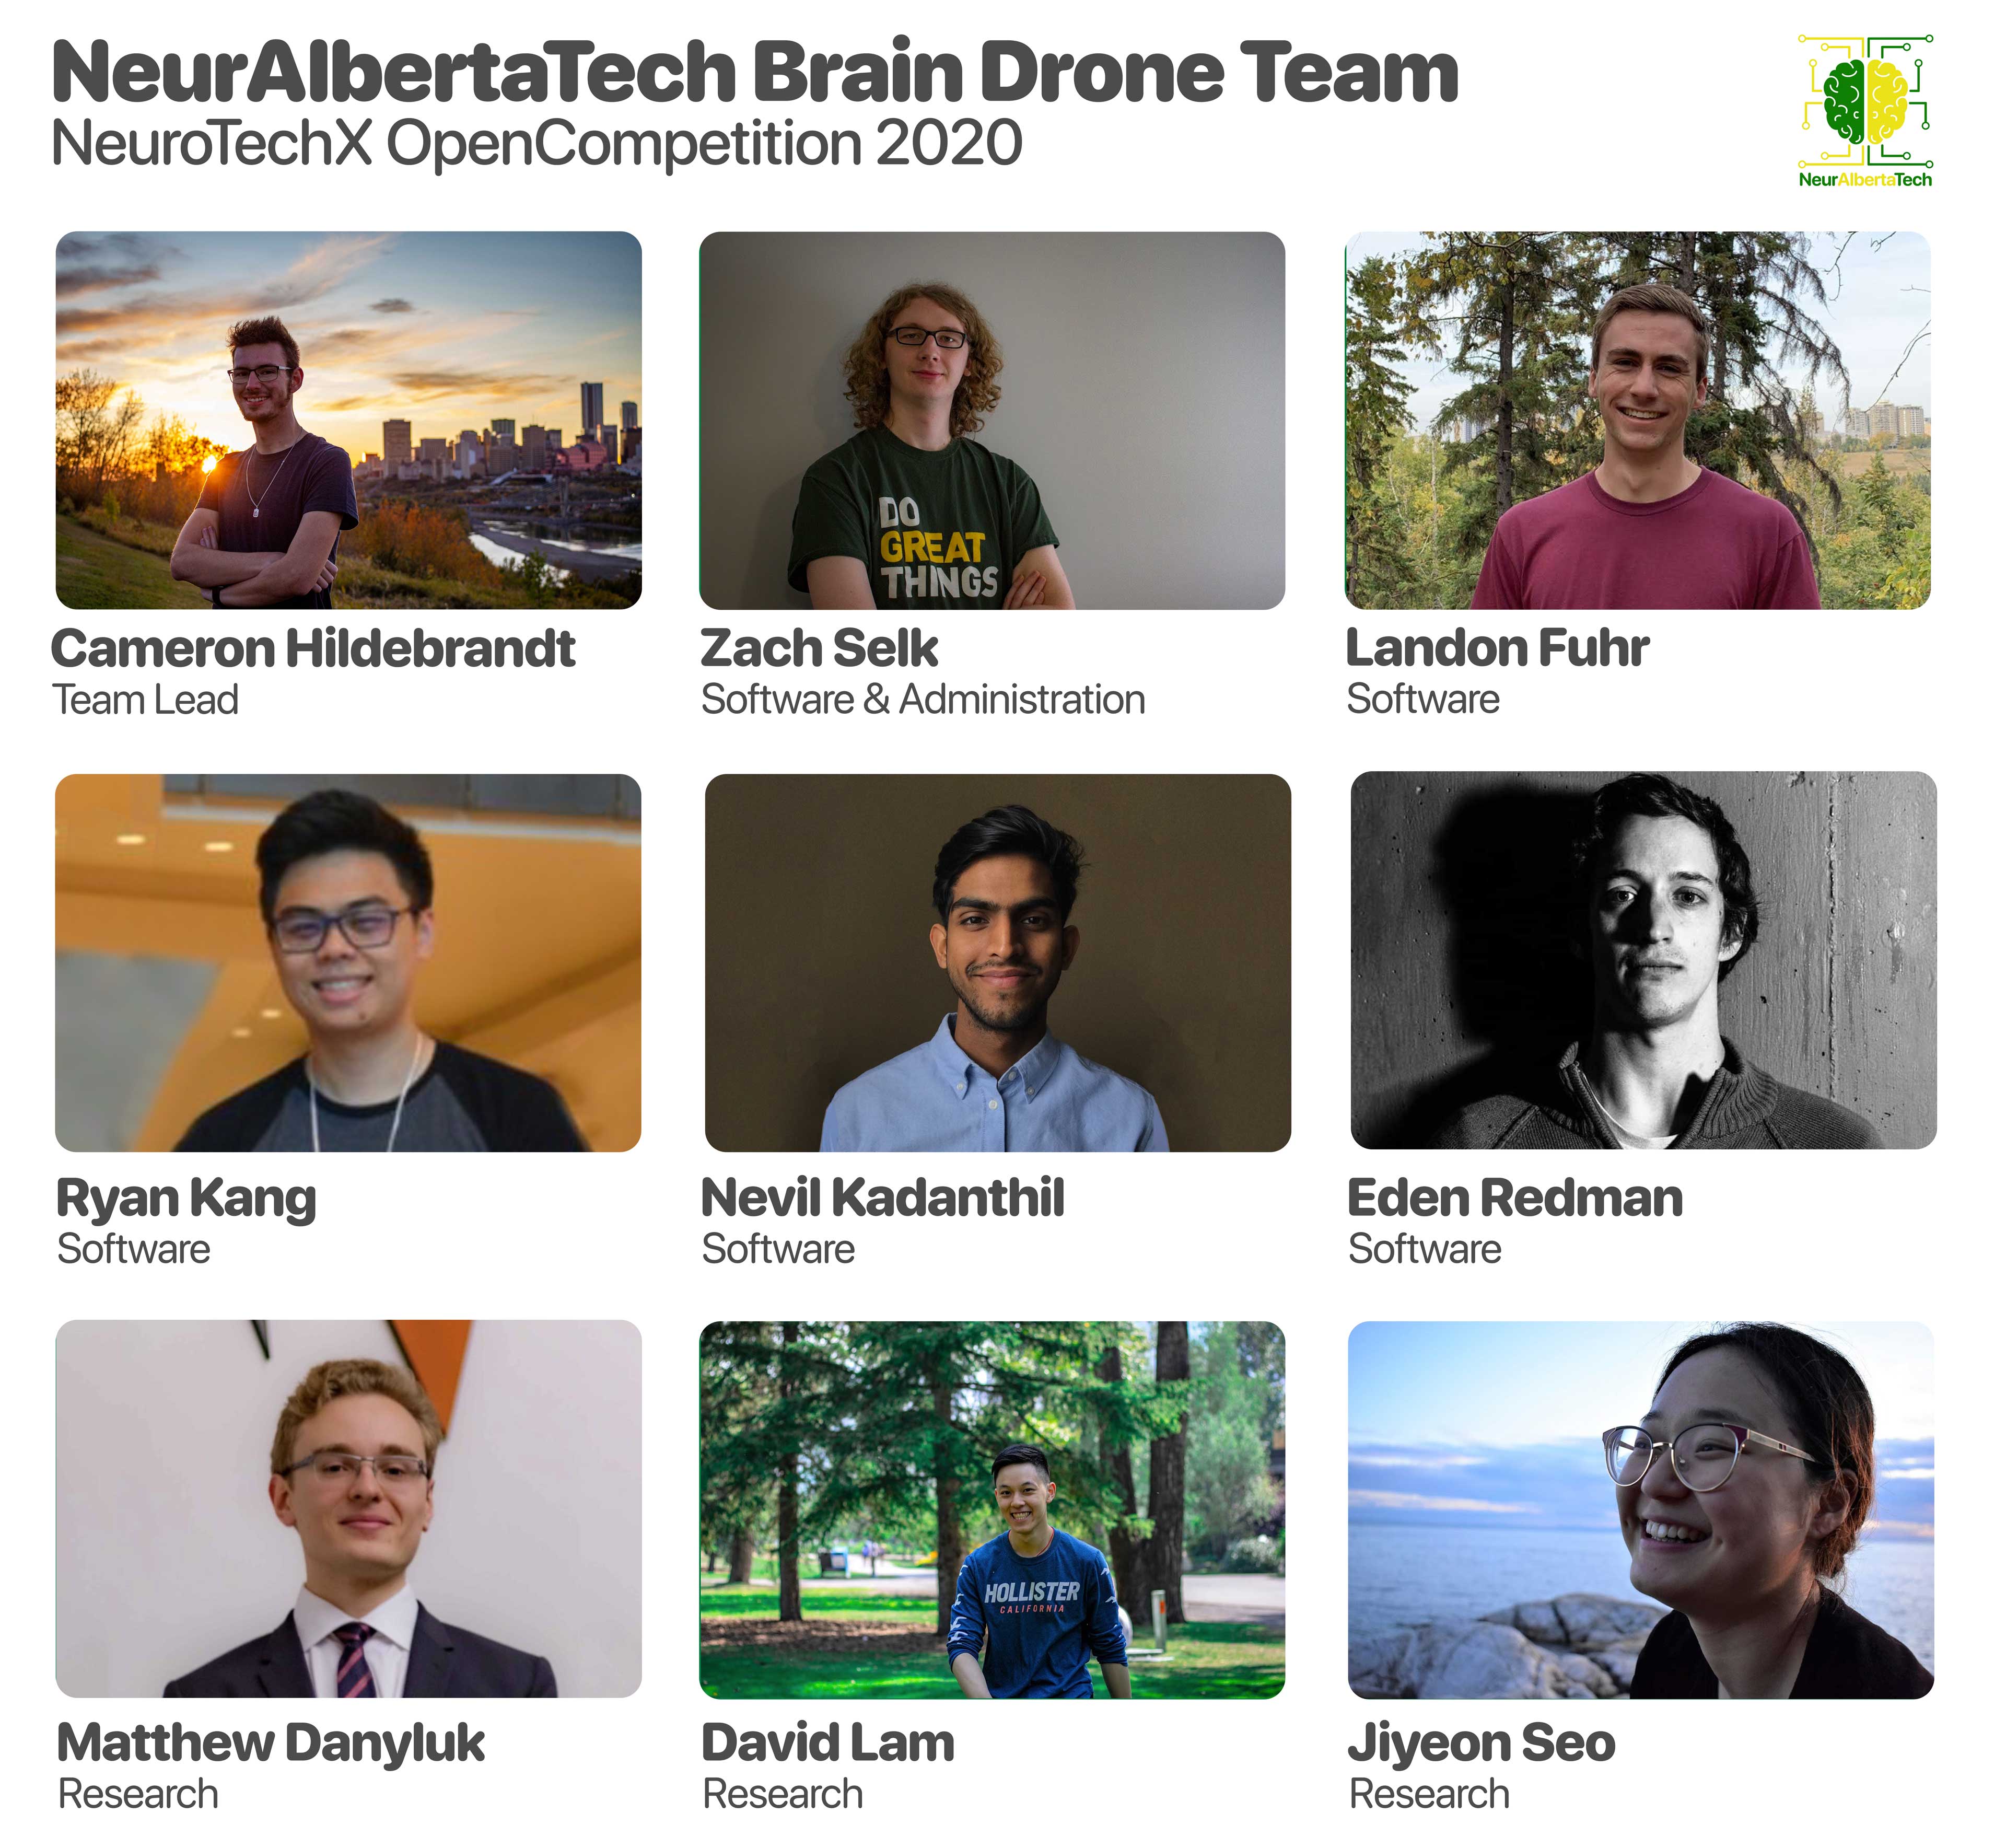 NeurAlbertaTech Brain Drone Team
NeuroTechX OpenCompetition 2020
NeurAlbertaTech
DO
GREAT
THINGS
Cameron Hildebrandt
Team Lead
Zach Selk
Software & Administration
Landon Fuhr
Software
Ryan Kang
Software
Nevil Kadanthil
Software
Eden Redman
Software
HOLLISTER
CALIFORNIA
Matthew Danyluk
Research
David Lam
Research
Jiyeon Seo
Research